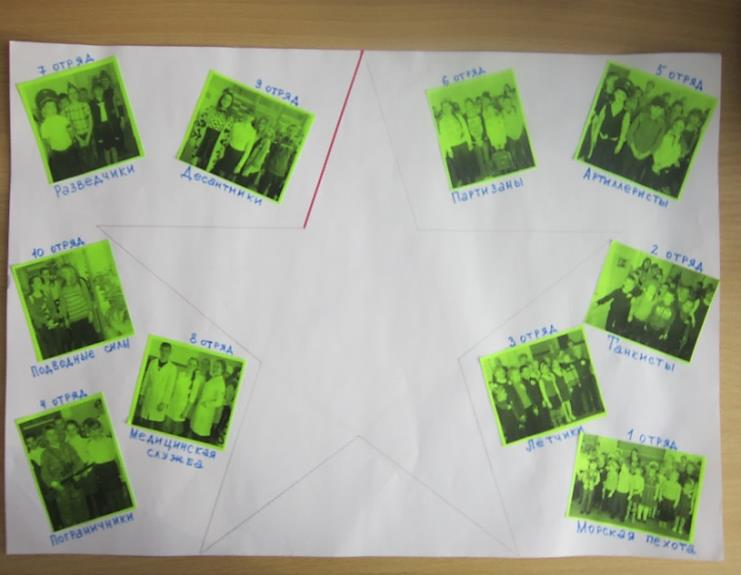 7 отряд
Разведчики
9 отряд
Десантники
6 отряд
Партизаны
5 отряд
Артиллеристы
10 отряд
Подводные силы
8 отряд
Медицинская
служба
4 отряд
Пограничники
2 отряд
Танкисты
3 отряд
Лётчики
1 отряд
Морская пехота